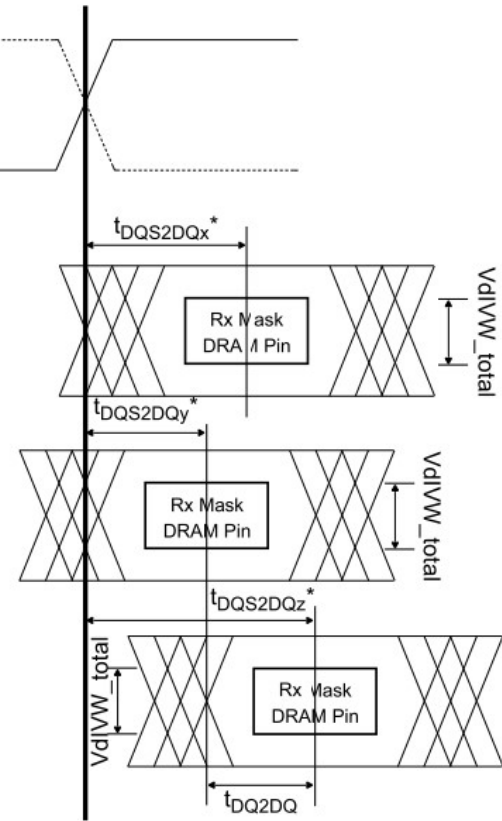 tDQS2DQx*
Rx Mask
DRAM Pin
VdIVW_total
tDQS2DQy*
Rx Mask
DRAM Pin
VdIVW_total
tDQS2DQz*
VdIVW_total
Rx Mask
DRAM Pin
tDQ2DQ